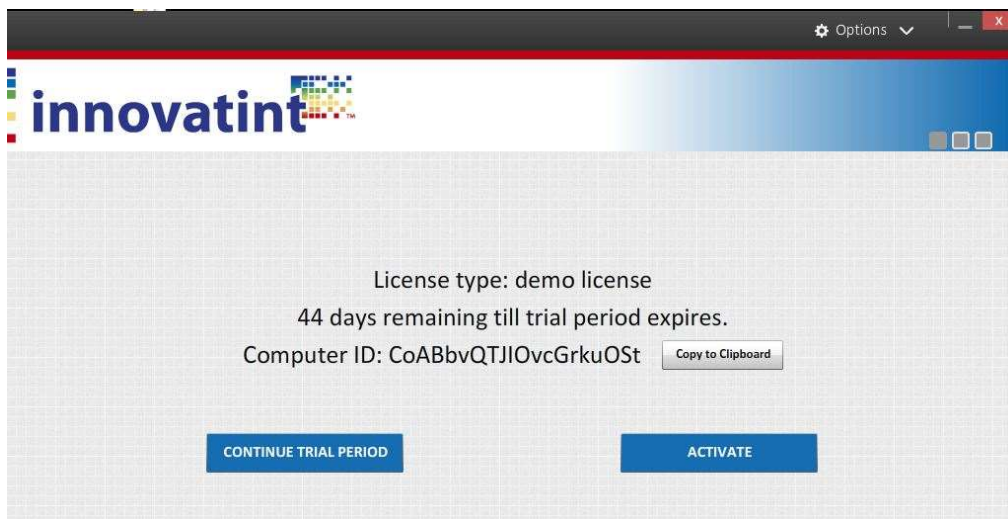 Options
X
innovatint™
License type: demo license
44 days remaining till trial period expires.
Computer ID: CoABbvQTJIOvcGrkuOSt Copy to Clipboard
CONTINUE TRIAL PERIOD ACTIVATE